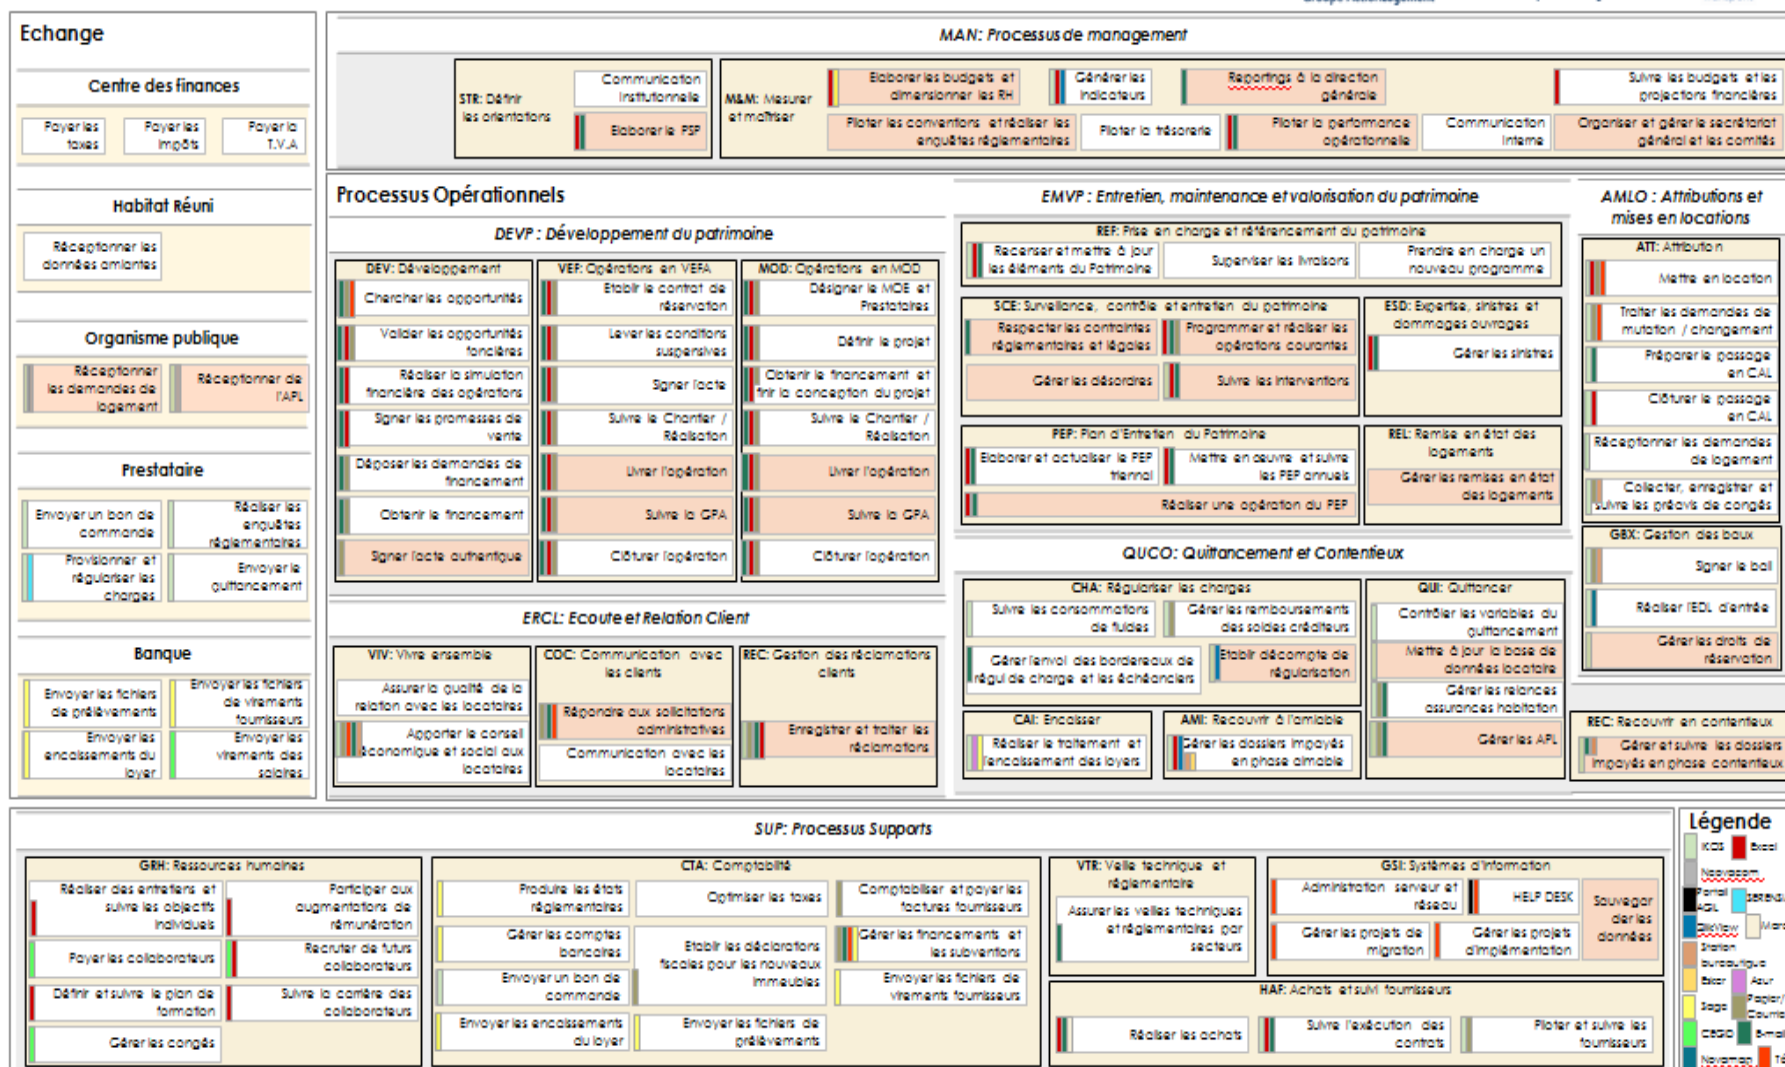 Echange
Centre des finances
Payer les
taxes
Payer les
impôts
Payer la
T.V.A
Habitat Réuni
Réceptionner les
données amiantes
Organisme publique
Réceptionner
les demandes de
logement
Réceptionner de
l'APL
Prestataire
Envoyer un bon de
commande
Réaliser les
enquêtes
réglementaires
Provisionner et
régulariser les
charges
Envoyer le
quittancement
Banque
Envoyer les fichiers
de prélèvements
Envoyer les fichiers
de virements
fournisseurs
Envoyer les
encaissements du
loyer
Envoyer les
virements des
salaires
MAN: Processus de management
STR: Définir
les orientations
Communication
Institutionnelle
Elaborer le PSP
M&M: Mesurer
et maîtriser
Elaborer les budgets et
dimensionner les RH
Générer les
indicateurs
Reportings à la direction
générale
Suivre les budgets et les
projections financières
Piloter les conventions et réaliser les
enquêtes réglementaires
Piloter la trésorerie
Piloter la performance
opérationnelle
Communication
Interne
Organiser et gérer le secrétariat
général et les comités
Processus Opérationnels
DEVP : Développement du patrimoine
DEV: Développement
Chercher les opportunités
Valider les opportunités
foncières
Réaliser la simulation
financière des opérations
Signer les promesses de
vente
Déposer les demandes de
financement
Obtenir le financement
Signer l'acte authentique
VEF: Opérations en VEFA
Etablir le contrat de
réservation
Lever les conditions
suspensives
Signer l'acte
Suivre le Chantier /
Réalisation
Livrer l'opération
Suivre la GPA
Clôturer l'opération
MOD: Opérations en MOD
Désigner le MOE et
Prestataires
Définir le projet
Obtenir le financement et
finir la conception du projet
Suivre le Chantier /
Réalisation
Livrer l'opération
Suivre la GPA
Clôturer l'opération
ERCL: Ecoute et Relation Client
VIV: Vivre ensemble
Assurer la qualité de la
relation avec les locataires
Apporter le conseil
économique et social aux
locataires
COC: Communication avec
les clients
Répondre aux solicitations
administratives
Communication avec les
locataires
REC: Gestion des réclamations
clients
Enregistrer et traiter les
réclamations
EMVP : Entretien, maintenance et valorisation du patrimoine
REF: Prise en charge et référencement du patrimoine
Recenser et mettre à jour
les éléments du Patrimoine
Superviser les livraisons
Prendre en charge un
nouveau programme
SCE: Surveillance, contrôle et entretien du patrimoine
Respecter les contraintes
réglementaires et légales
Programmer et réaliser les
opérations courantes
Gérer les désordres
Suivre les interventions
ESD: Expertise, sinistres et
dommages ouvrages
Gérer les sinistres
PEP: Plan d'Entretien du Patrimoine
Elaborer et actualiser le PEP
triennal
Mettre en œuvre et suivre
les PEP annuels
Réaliser une opération du PEP
REL: Remise en état des
logements
Gérer les remises en état
des logements
QUCO: Quittancement et Contentieux
CHA: Régulariser les charges
Suivre les consommations
de fluides
Gérer les remboursements
des soldes créditeurs
Gérer l'envoi des bordereaux de
régul de charge et les échéanciers
Etablir décompte de
régularisation
QUI: Quittancer
Contrôler les variables du
quittancement
Mettre à jour la base de
données locataire
Gérer les relances
assurances habitation
Gérer les APL
CAI: Encaisser
Réaliser le traitement et
l'encaissement des loyers
AMI: Recouvrir à l'amiable
Gérer les dossiers impayés
en phase aimable
AMLO : Attributions et
mises en locations
ATT: Attribution
Mettre en location
Traiter les demandes de
mutation / changement
Préparer le passage
en CAL
Clôturer le passage
en CAL
Réceptionner les demandes
de logement
Collecter, enregistrer et
suivre les préavis de congés
GBX: Gestion des baux
Signer le bail
Réaliser l'EDL d'entrée
Gérer les droits de
réservation
REC: Recouvrir en contentieux
Gérer et suivre les dossiers
impayés en phase contentieux
SUP: Processus Supports
GRH: Ressources humaines
Réaliser des entretiens et
suivre les objectifs
individuels
Participer aux
augmentations de
rémunération
Payer les collaborateurs
Recruter de futurs
collaborateurs
Définir et suivre le plan de
formation
Suivre la carrière des
collaborateurs
Gérer les congés
CTA: Comptabilité
Produire les états
réglementaires
Optimiser les taxes
Comptabiliser et payer les
factures fournisseurs
Gérer les comptes
bancaires
Etablir les déclarations
fiscales pour les nouveaux
immeubles
Gérer les financements et
les subventions
Envoyer un bon de
commande
Envoyer les fichiers de
virements fournisseurs
Envoyer les encaissements
du loyer
Envoyer les fichiers de
prélèvements
VTR: Veille technique et
réglementaire
Assurer les veilles techniques
et réglementaires par
secteurs
GSI: Systèmes d'information
Administration serveur et
réseau
HELP DESK
Sauvegar
der les
données
Gérer les projets de
migration
Gérer les projets
d'implémentation
HAF: Achats et suivi fournisseurs
Réaliser les achats
Suivre l'exécution des
contrats
Piloter et suivre les
fournisseurs
Légende
IKOS
Excel
Portail
AGIL
QlikView
Station
bureautique
Esker
Azur
Sage
Papier/
CEGID
Novamap